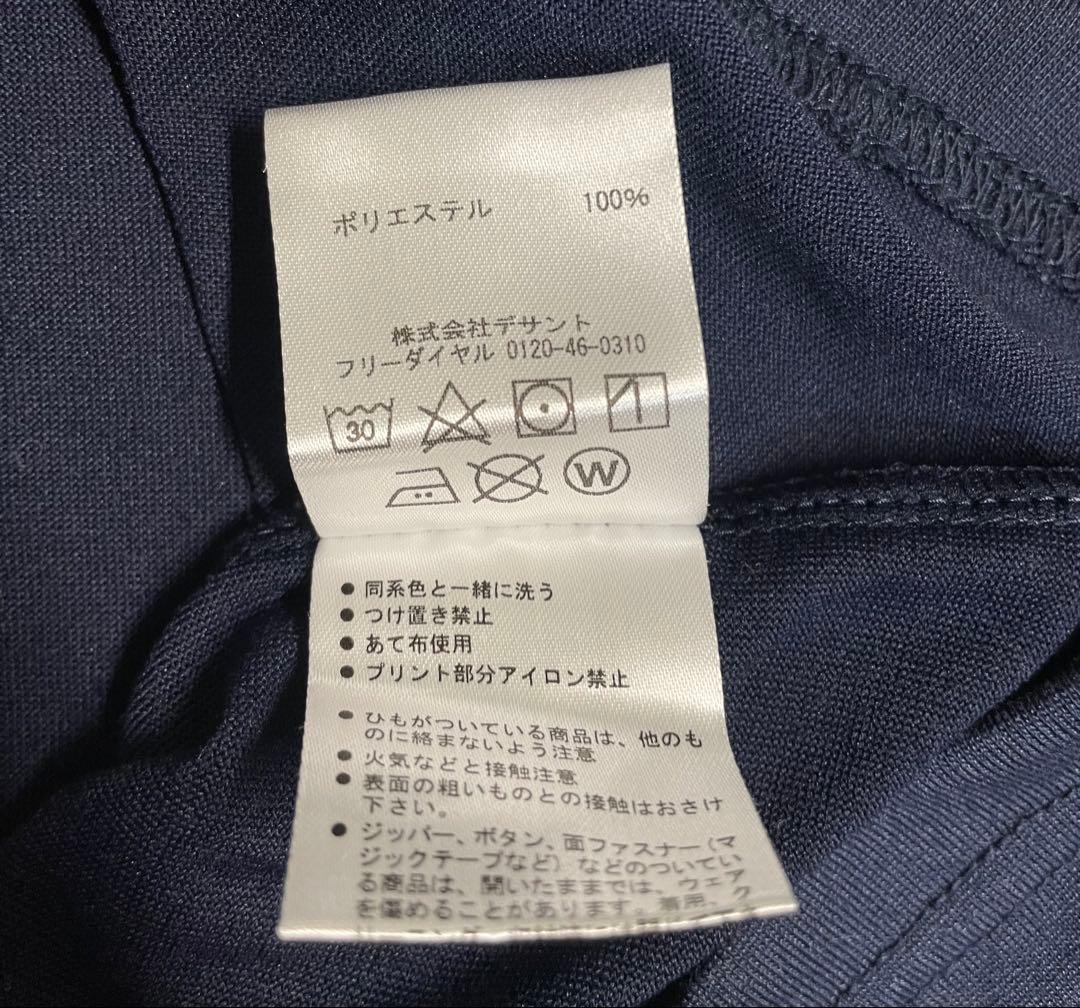 ポリエステル 100%
株式会社デサント
フリーダイヤル 0120-46-0310
30
W
● 同系色と一緒に洗う
● つけ置き禁止
● あて布使用
● プリント部分アイロン禁止
● ひもがついている商品は、他のも
のに絡まないよう注意
● 火気などと接触注意
● 表面の粗いものとの接触はおさけ
下さい。
● ジッパー、ボタン、面ファスナー(マ
ジックテープなど)などのついてい
る商品は、開いたままでは、ウェア
を傷めることがあります。着用、ク